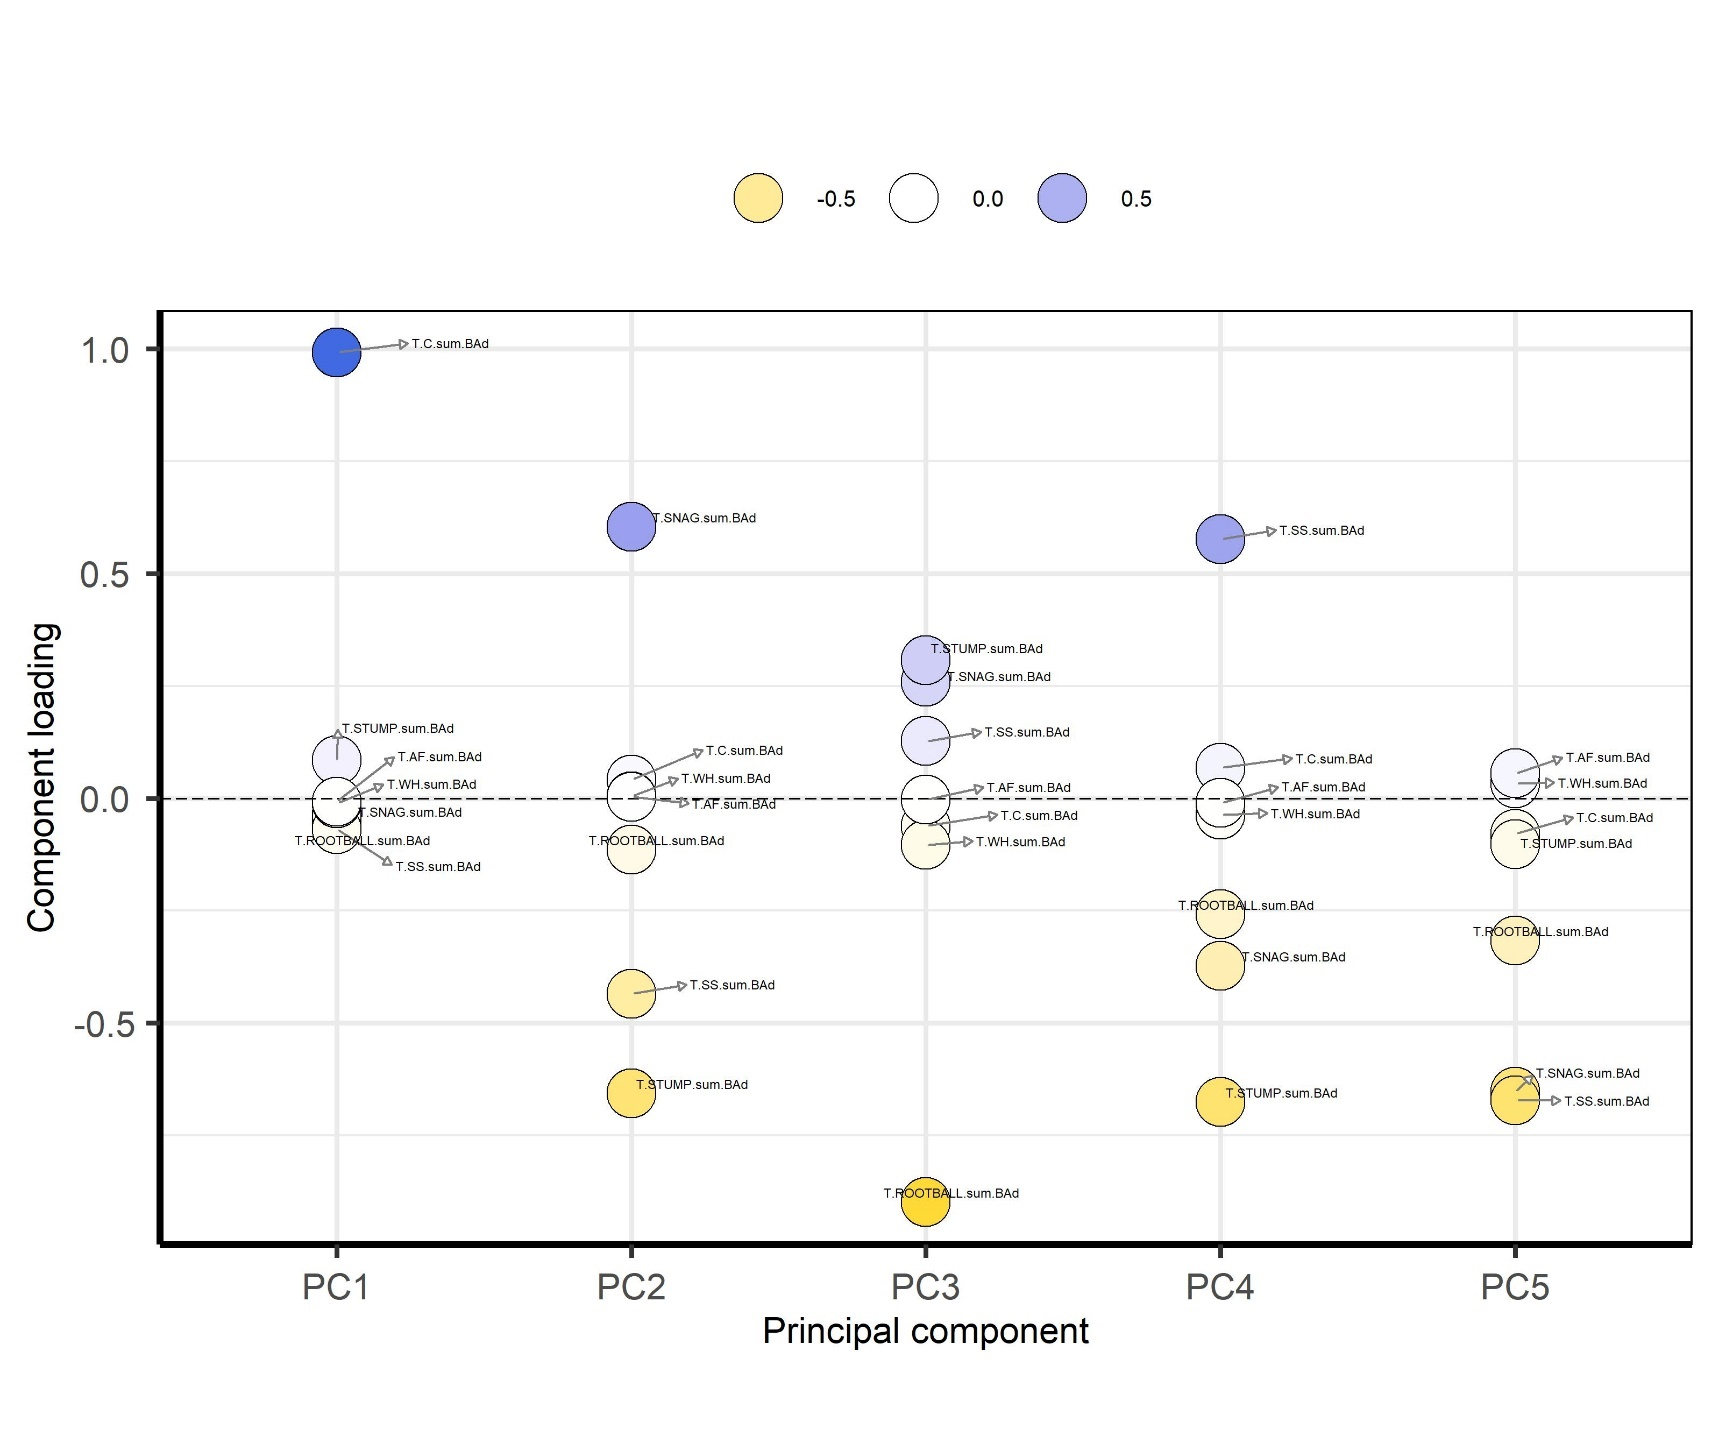 -0.5 0.0 0.5
Component loading
1.0
0.5
0.0
-0.5
T.C.sum.BAd
T.STUMP.sum.BAd
T.AF.sum.BAd
T.WH.sum.BAd
T.SNAG.sum.BAd
T.ROOTBALL.sum.BAd
T.SS.sum.BAd
T.SNAG.sum.BAd
T.C.sum.BAd
T.WH.sum.BAd
T.AF.sum.BAd
T.ROOTBALL.sum.BAd
T.SS.sum.BAd
T.STUMP.sum.BAd
T.STUMP.sum.BAd
T.SNAG.sum.BAd
T.SS.sum.BAd
T.AF.sum.BAd
T.C.sum.BAd
T.WH.sum.BAd
T.ROOTBALL.sum.BAd
T.SS.sum.BAd
T.C.sum.BAd
T.AF.sum.BAd
T.WH.sum.BAd
T.ROOTBALL.sum.BAd
T.SNAG.sum.BAd
T.STUMP.sum.BAd
T.AF.sum.BAd
T.WH.sum.BAd
T.C.sum.BAd
T.STUMP.sum.BAd
T.ROOTBALL.sum.BAd
T.SNAG.sum.BAd
T.SS.sum.BAd
PC1 PC2 PC3 PC4 PC5
Principal component